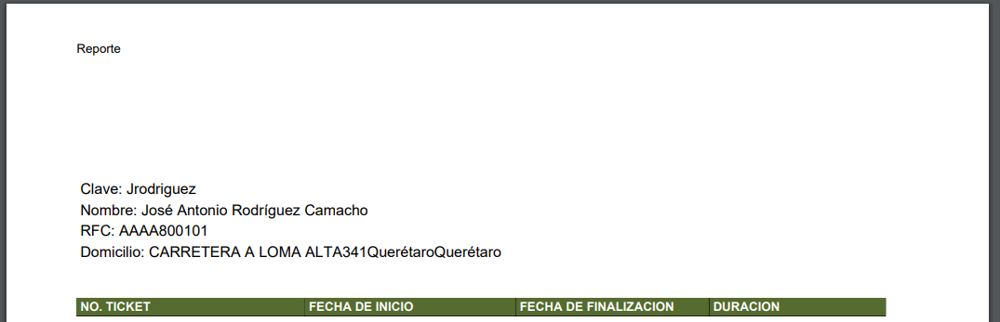 Reporte
Clave: Jrodriguez
Nombre: José Antonio Rodríguez Camacho
RFC: AAAA800101
Domicilio: CARRETERA A LOMA ALTA341QuerétaroQuerétaro
NO. TICKET FECHA DE INICIO FECHA DE FINALIZACION DURACION